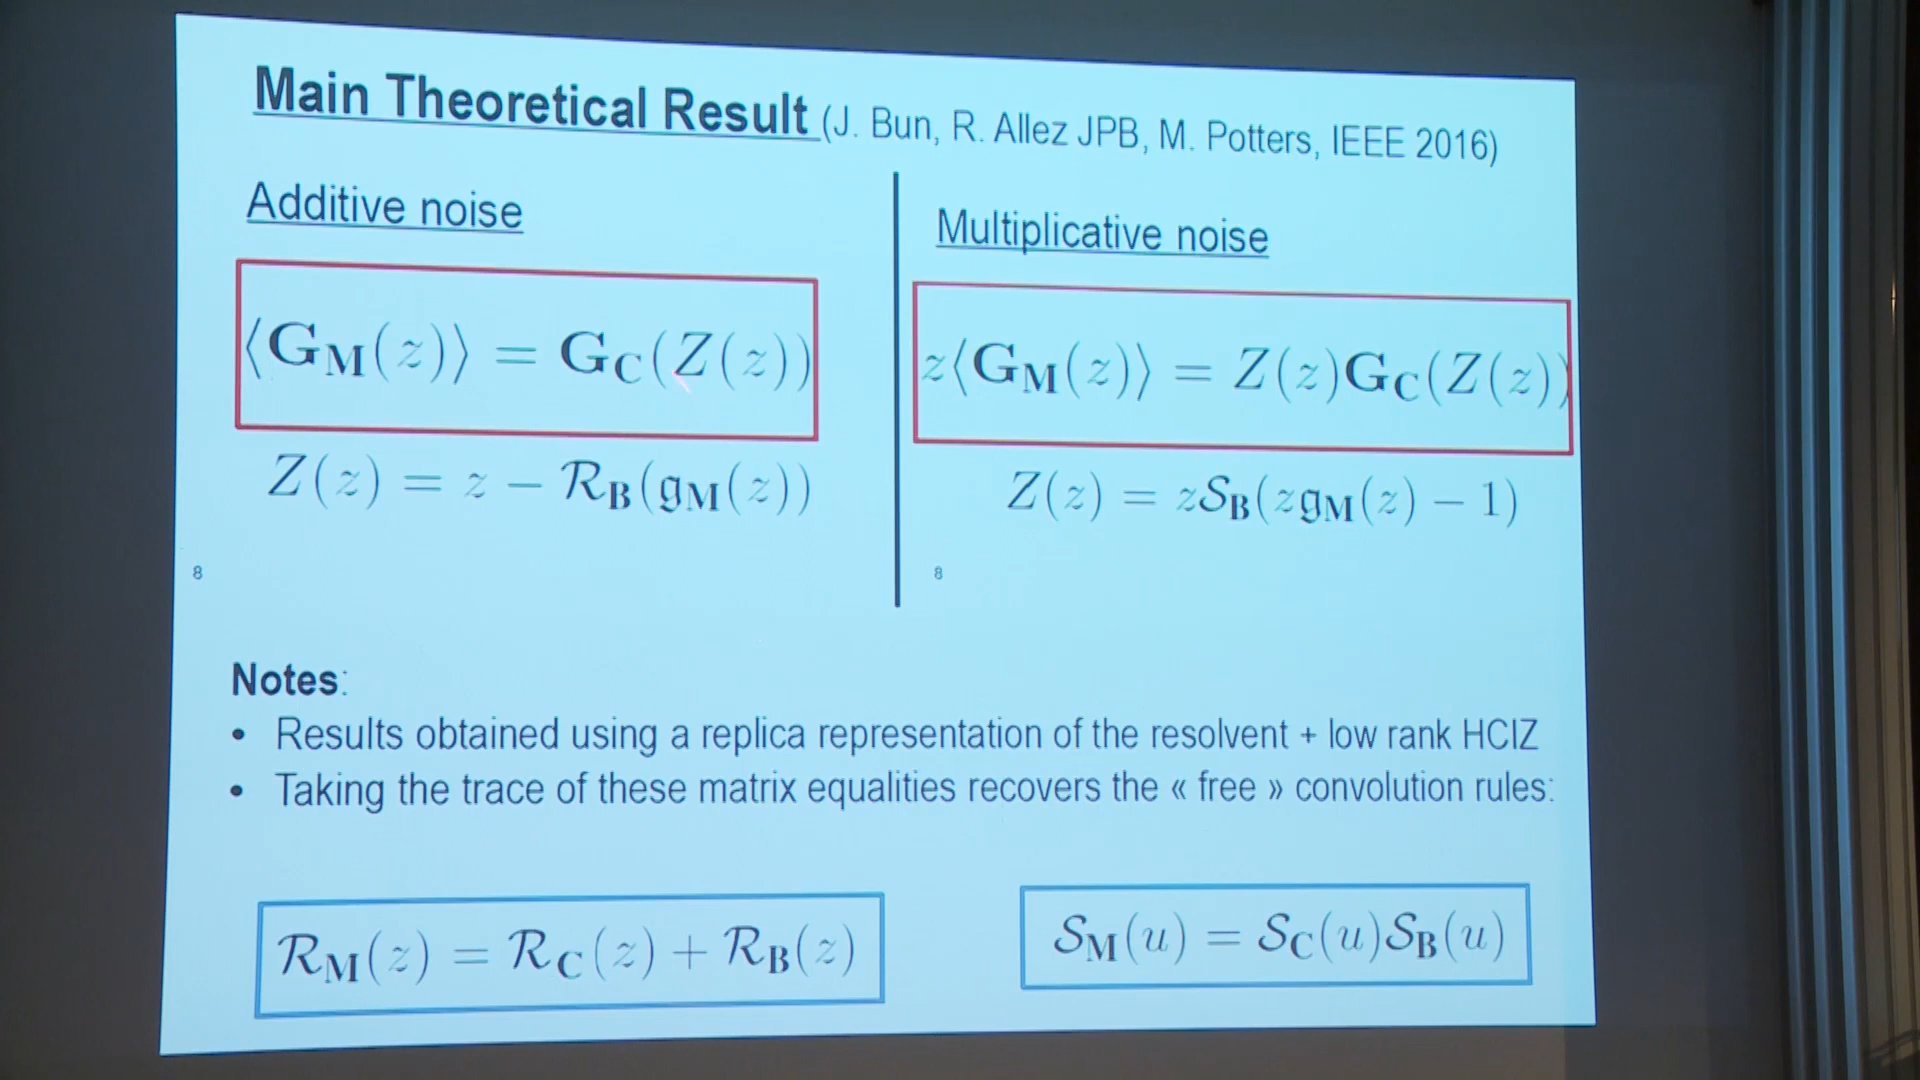 Main Theoretical Result (J. Bun, R. Allez JPB, M. Potters, IEEE 2016)
Additive noise
⟨G_M(z)⟩ = G_C(Z(z))
Z(z) = z − R_B(g_M(z))
8
Multiplicative noise
z⟨G_M(z)⟩ = Z(z)G_C(Z(z))
Z(z) = zS_B(zg_M(z) − 1)
8
Notes:
• Results obtained using a replica representation of the resolvent + low rank HCIZ
• Taking the trace of these matrix equalities recovers the « free » convolution rules:
R_M(z) = R_C(z) + R_B(z)
S_M(u) = S_C(u)S_B(u)